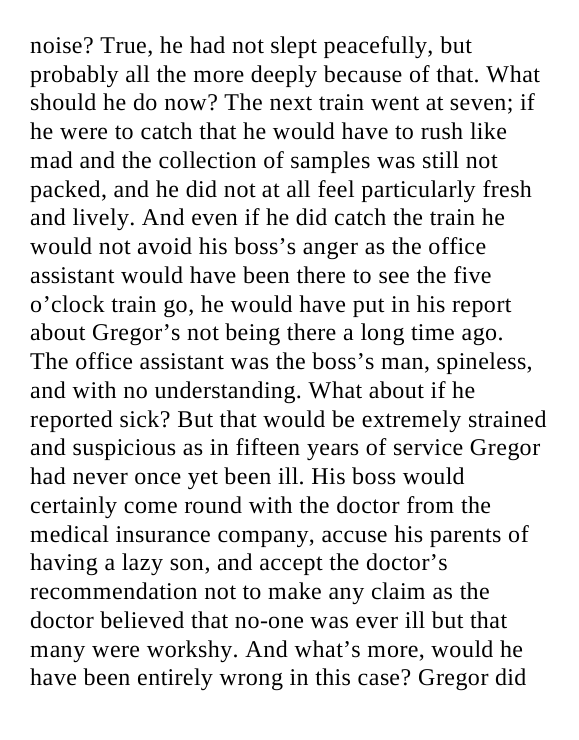 noise? True, he had not slept peacefully, but
probably all the more deeply because of that. What
should he do now? The next train went at seven; if
he were to catch that he would have to rush like
mad and the collection of samples was still not
packed, and he did not at all feel particularly fresh
and lively. And even if he did catch the train he
would not avoid his boss’s anger as the office
assistant would have been there to see the five
o’clock train go, he would have put in his report
about Gregor’s not being there a long time ago.
The office assistant was the boss’s man, spineless,
and with no understanding. What about if he
reported sick? But that would be extremely strained
and suspicious as in fifteen years of service Gregor
had never once yet been ill. His boss would
certainly come round with the doctor from the
medical insurance company, accuse his parents of
having a lazy son, and accept the doctor’s
recommendation not to make any claim as the
doctor believed that no-one was ever ill but that
many were workshy. And what’s more, would he
have been entirely wrong in this case? Gregor did